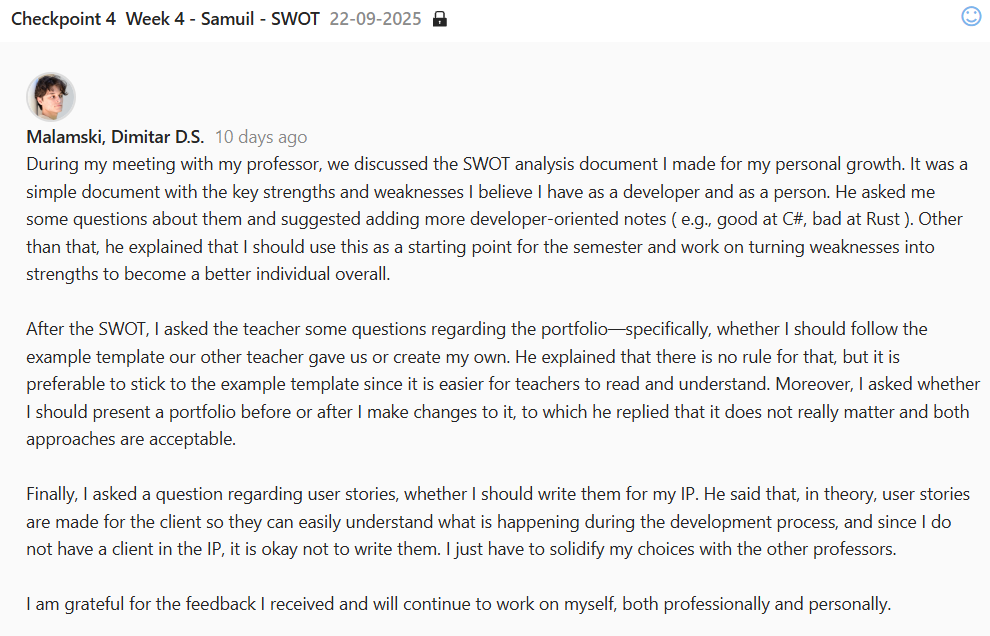 Checkpoint 4 Week 4 - Samuil - SWOT 22-09-2025
Malamski, Dimitar D.S. 10 days ago
During my meeting with my professor, we discussed the SWOT analysis document I made for my personal growth. It was a
simple document with the key strengths and weaknesses I believe I have as a developer and as a person. He asked me
some questions about them and suggested adding more developer-oriented notes ( e.g., good at C#, bad at Rust ). Other
than that, he explained that I should use this as a starting point for the semester and work on turning weaknesses into
strengths to become a better individual overall.
After the SWOT, I asked the teacher some questions regarding the portfolio—specifically, whether I should follow the
example template our other teacher gave us or create my own. He explained that there is no rule for that, but it is
preferable to stick to the example template since it is easier for teachers to read and understand. Moreover, I asked whether
I should present a portfolio before or after I make changes to it, to which he replied that it does not really matter and both
approaches are acceptable.
Finally, I asked a question regarding user stories, whether I should write them for my IP. He said that, in theory, user stories
are made for the client so they can easily understand what is happening during the development process, and since I do
not have a client in the IP, it is okay not to write them. I just have to solidify my choices with the other professors.
I am grateful for the feedback I received and will continue to work on myself, both professionally and personally.